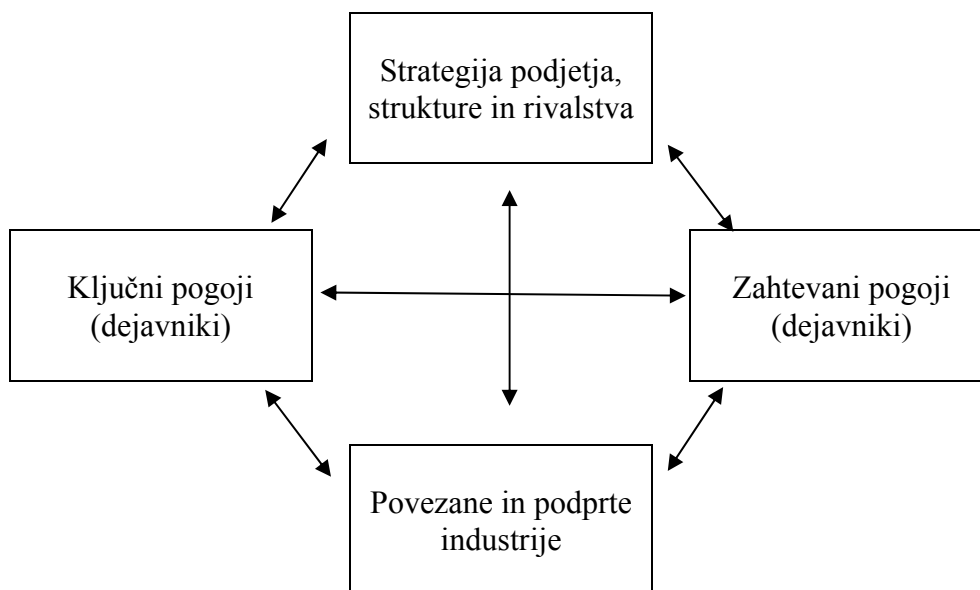 Strategija podjetja,
strukture in rivalstva
Ključni pogoji
(dejavniki)
Zahtevani pogoji
(dejavniki)
Povezane in podprte
industrije